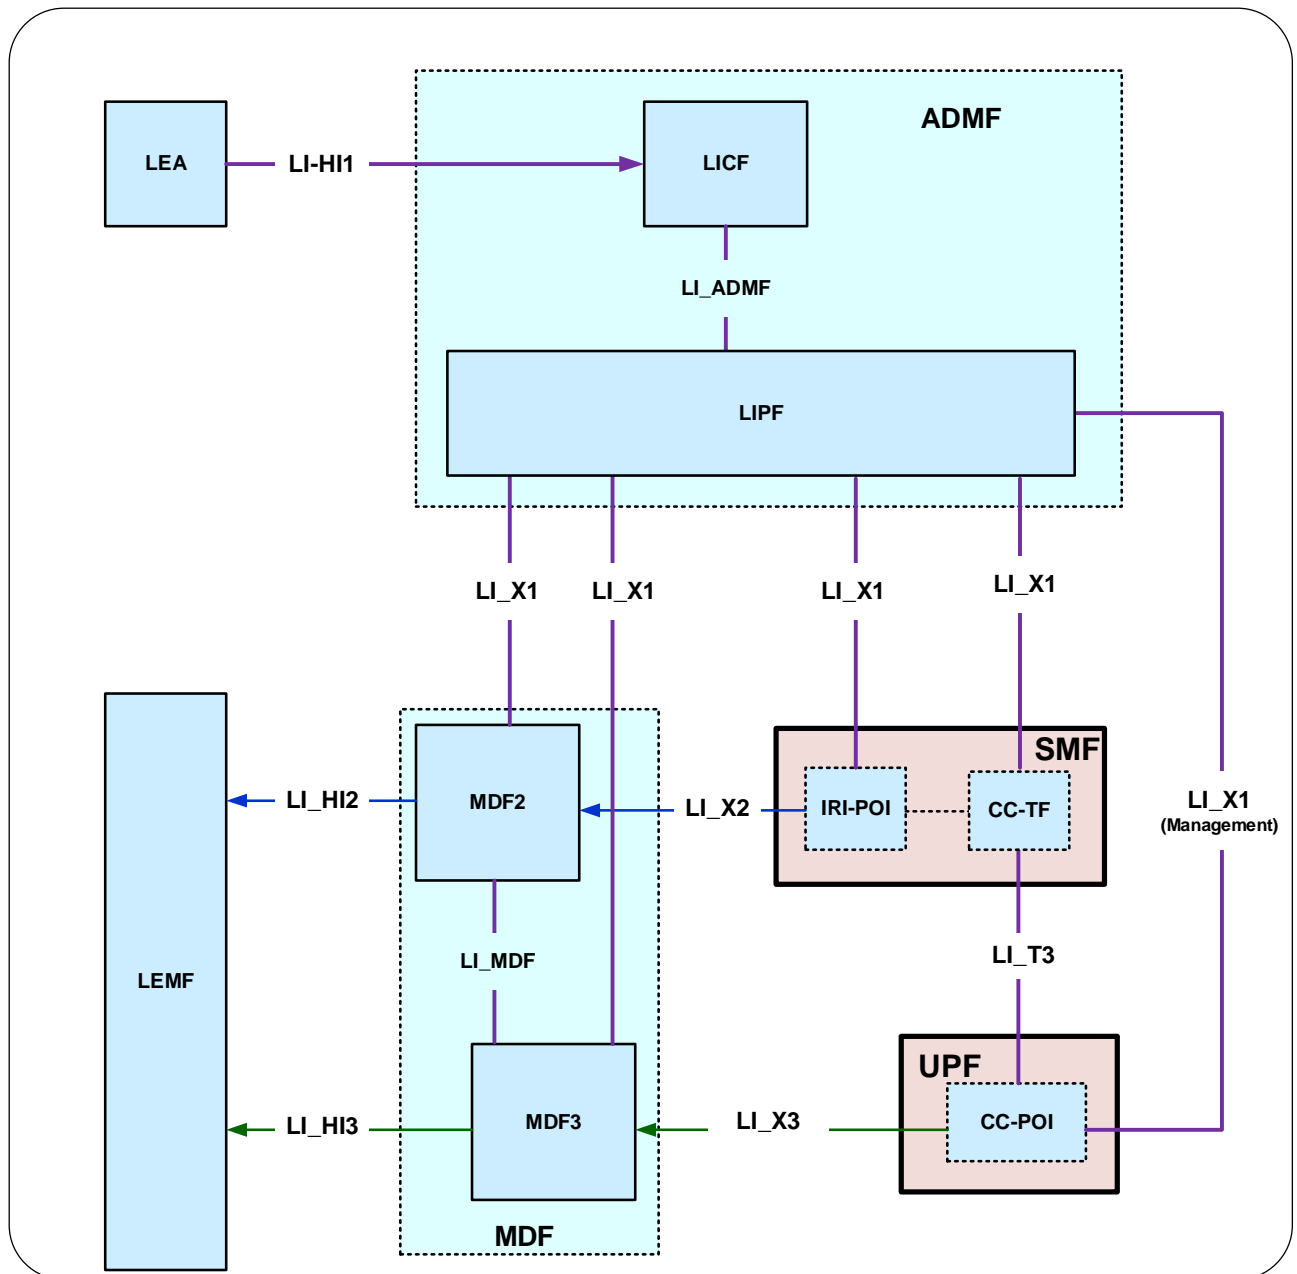 ADMF
LEA
LI-HI1
LICF
LI_ADMF
LIPF
LI_X1
LI_X1
LI_X1
LI_X1
SMF
LI_HI2
MDF2
LI_X2
IRI-POI
CC-TF
LI_X1
(Management)
LI_MDF
LI_T3
LEMF
UPF
LI_HI3
MDF3
LI_X3
CC-POI
MDF